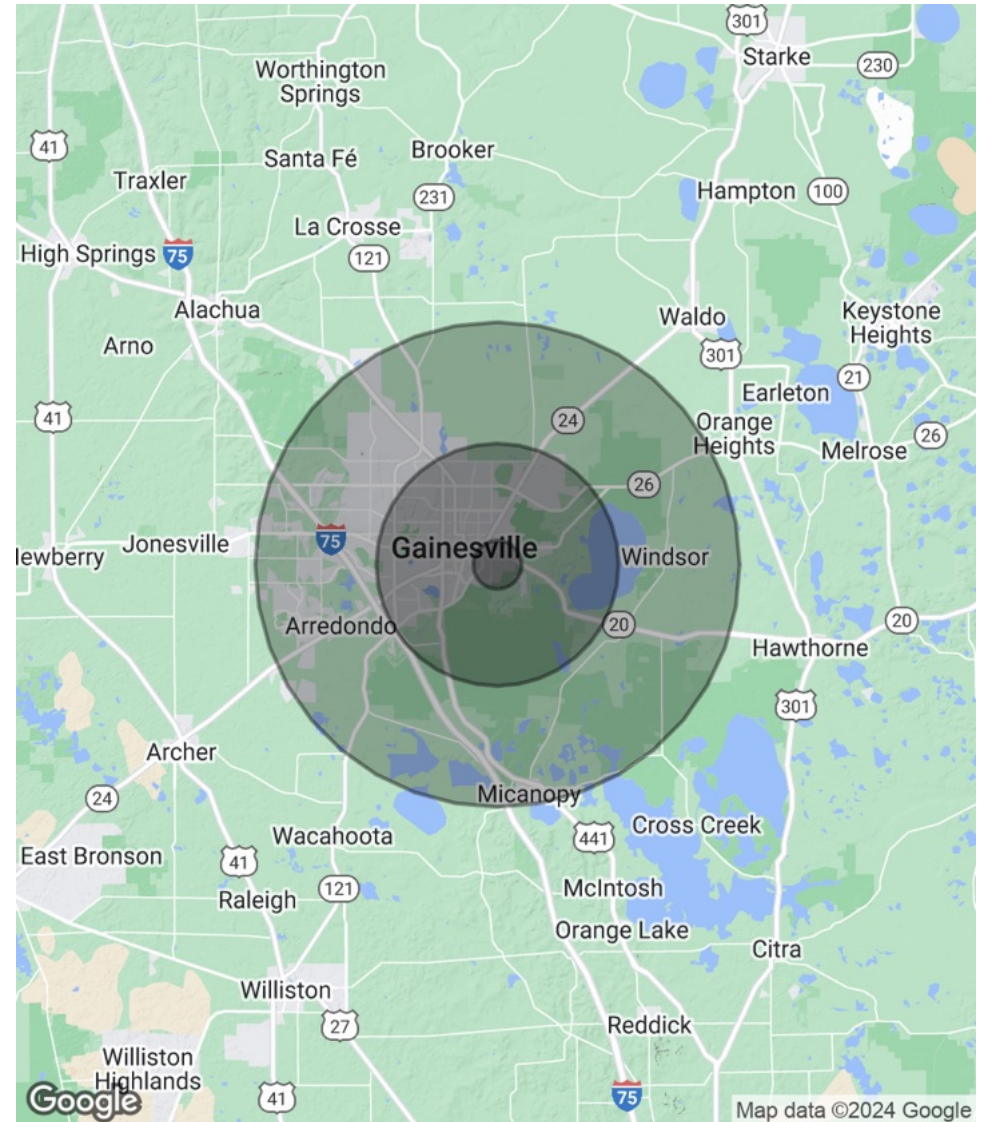 301
Starke
230
Worthington
Springs
41
Santa Fé
Brooker
Traxler
Hampton
100
231
La Crosse
High Springs
75
121
Alachua
Waldo
Keystone
Heights
Arno
301
21
Earleton
41
24
Orange
Heights
26
Melrose
26
75
Jonesville
Gainesville
Windsor
ewberry
Arredondo
20
20
Hawthorne
301
Archer
24
Micanopy
Cross Creek
Wacahoota
441
East Bronson
41
121
McIntosh
Raleigh
Orange Lake
Citra
Williston
27
Reddick
Williston
Highlands
75
41
Google
Map data ©2024 Google